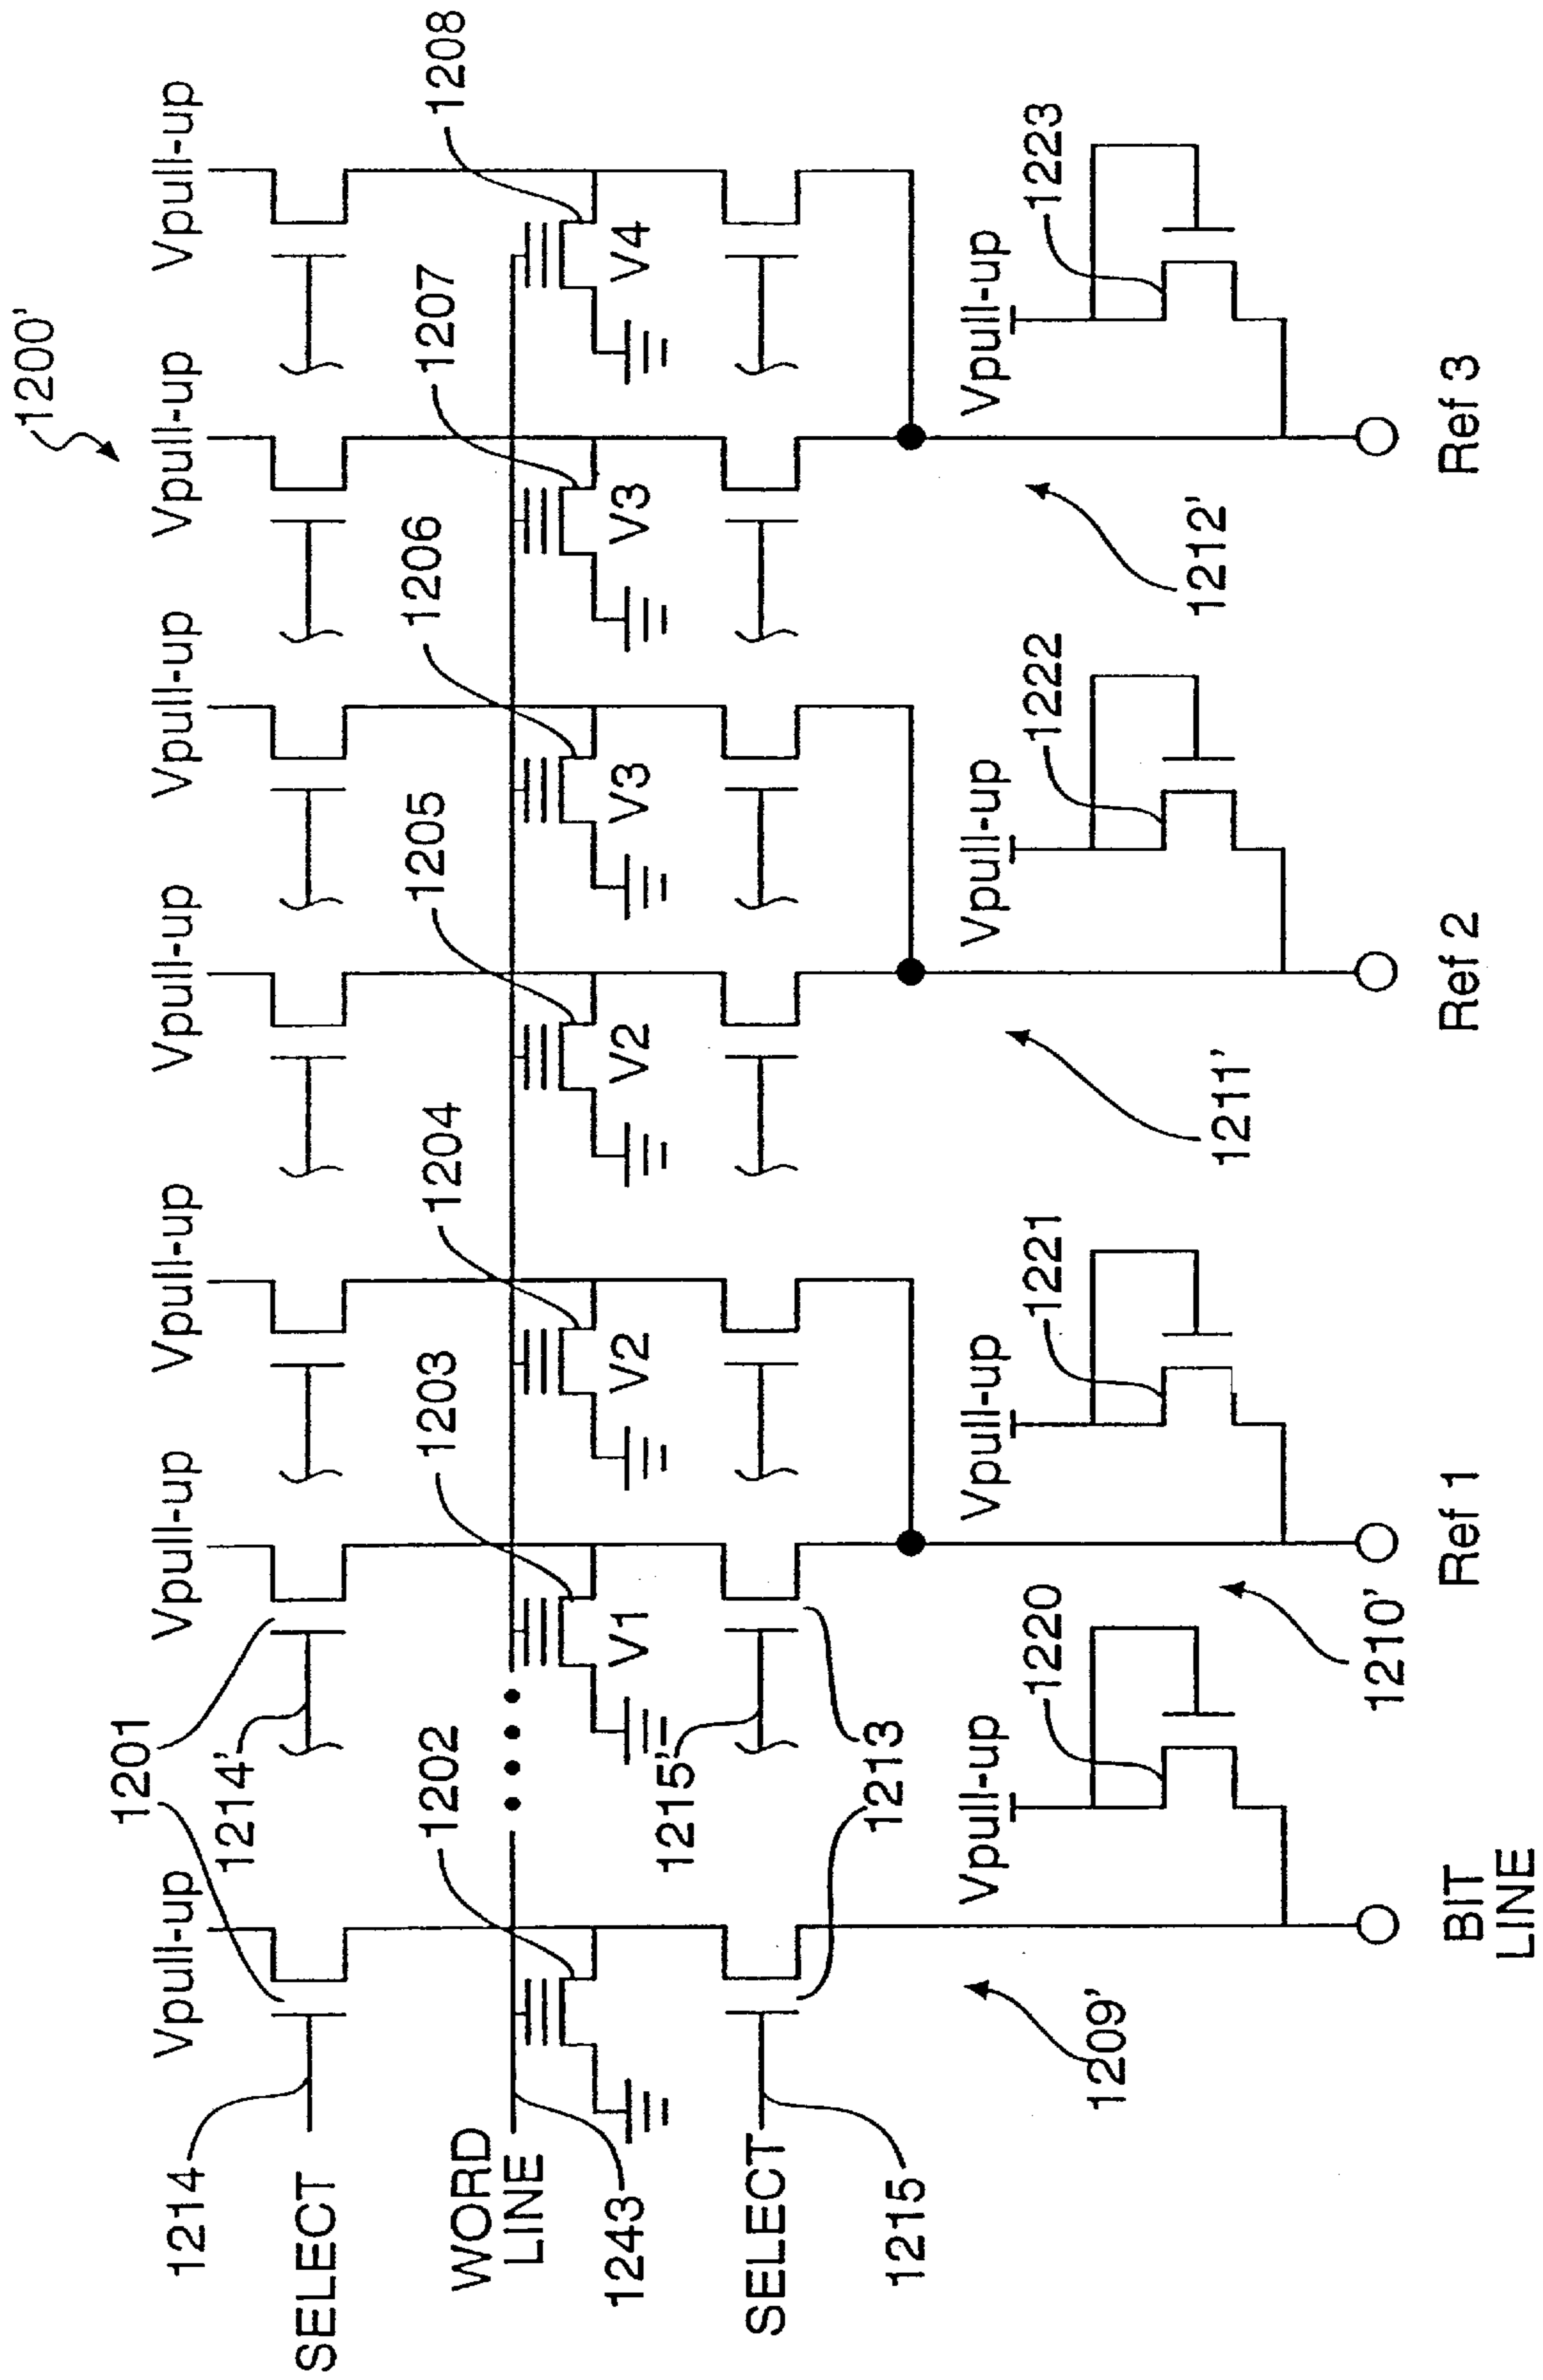 1200'
Vpull-up Vpull-up Vpull-up Vpull-up Vpull-up Vpull-up Vpull-up
1214
1201
SELECT
1214'
1202
1203
1204
1205
1206
1207
1208
WORD
LINE
1243
V1
V2
V2
V3
V3
V4
SELECT
1215
1215'
1213
Vpull-up Vpull-up Vpull-up Vpull-up
1220
1221
1222
1223
1209'
1210'
1211'
1212'
BIT
LINE
Ref 1
Ref 2
Ref 3